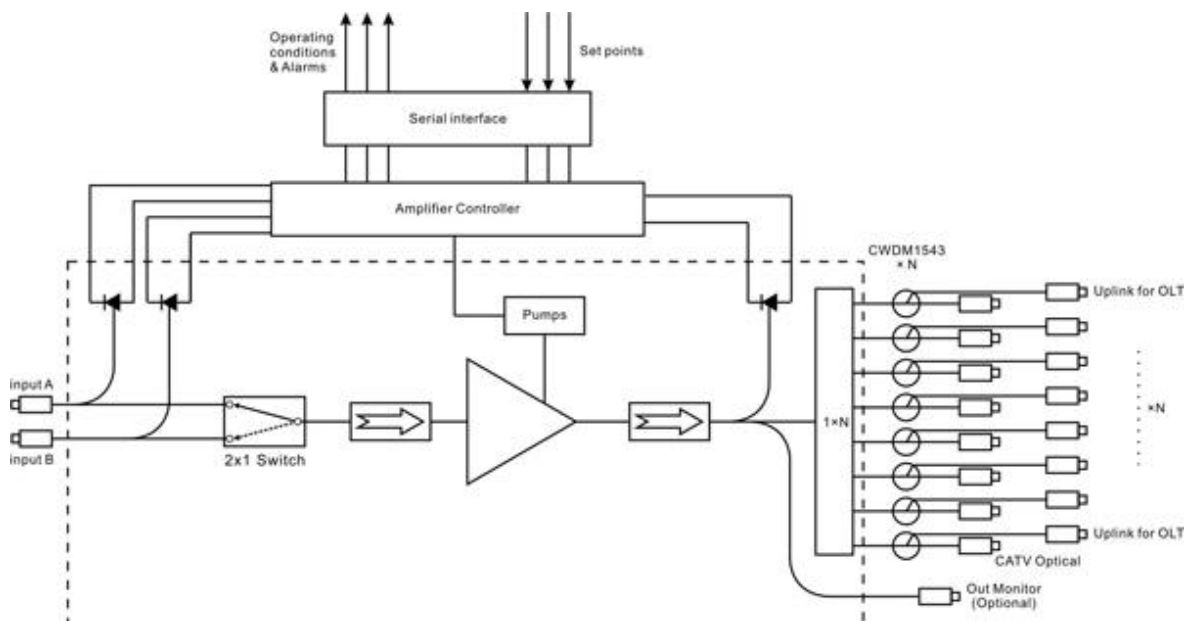 Operating
conditions
& Alarms
Set points
Serial interface
Amplifier Controller
CWDM1543
× N
Uplink for OLT
Pumps
input A
input B
2x1 Switch
1×N
×N
Uplink for OLT
CATV Optical
Out Monitor
(Optional)